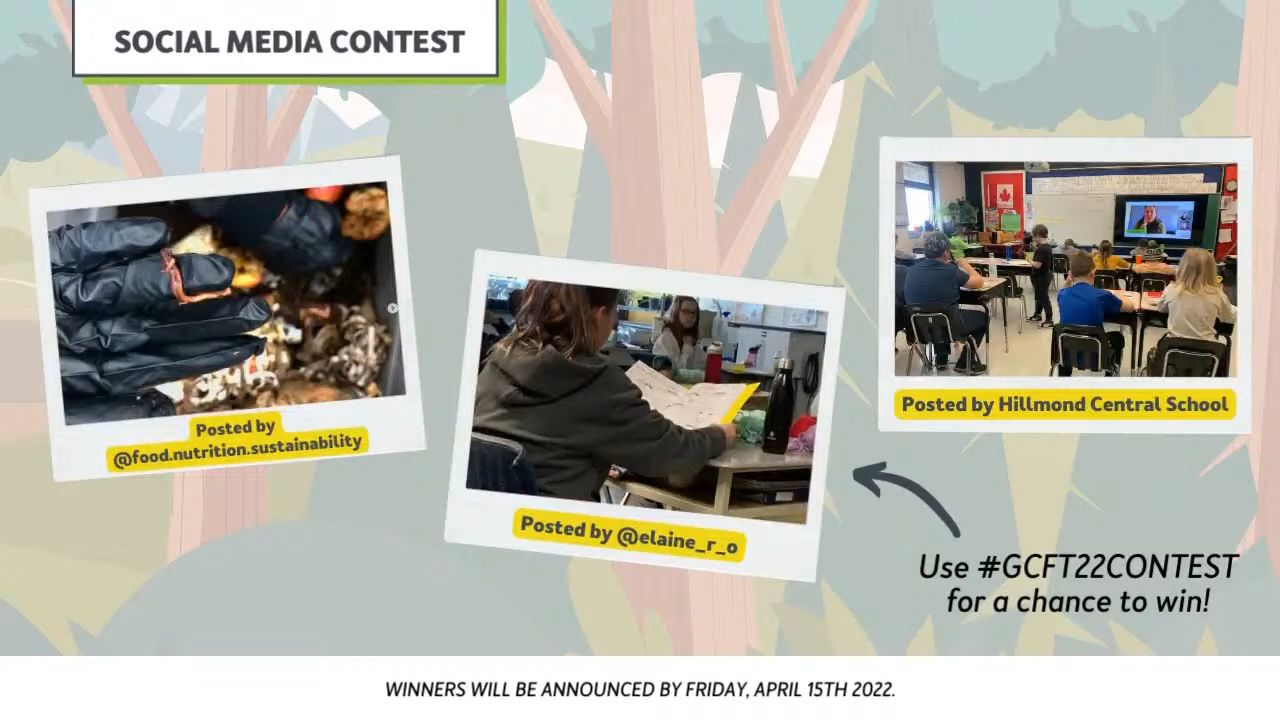 SOCIAL MEDIA CONTEST
Posted by
@food.nutrition.sustainability
Posted by @elaine_r_o
Posted by Hillmond Central School
Use #GCFT22CONTEST
for a chance to win!
WINNERS WILL BE ANNOUNCED BY FRIDAY, APRIL 15TH 2022.